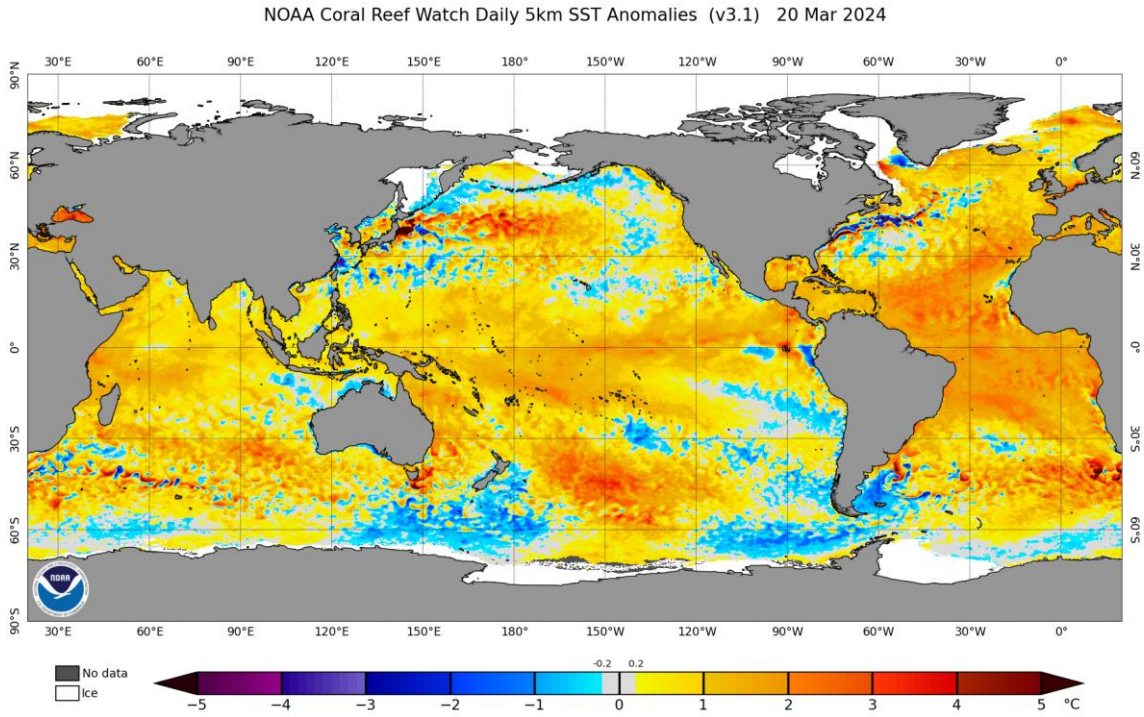 NOAA Coral Reef Watch Daily 5km SST Anomalies (v3.1) 20 Mar 2024
30°E 60°E 90°E 120°E 150°E 180° 150°W 120°W 90°W 60°W 30°W 0°
90°N 90°N
60°N 60°N
30°N 30°N
0° 0°
30°S 30°S
60°S 60°S
90°S 90°S
NOAA
30°E 60°E 90°E 120°E 150°E 180° 150°W 120°W 90°W 60°W 30°W 0°
-0.2 0.2
No data
Ice
−5 −4 −3 −2 −1 0 1 2 3 4 5 °C